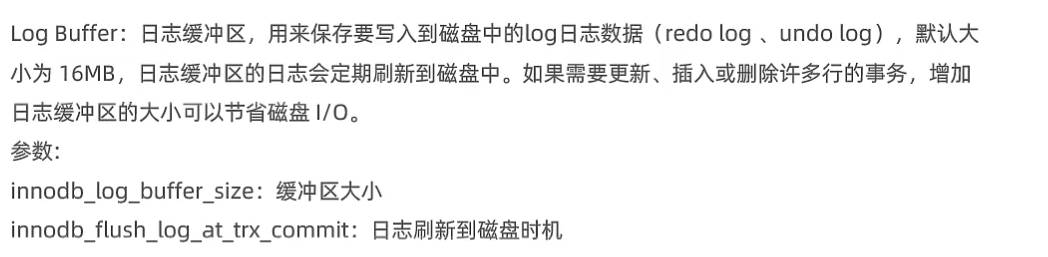 Log Buffer：日志缓冲区，用来保存要写入到磁盘中的log日志数据（redo log 、undo log），默认大
小为 16MB，日志缓冲区的日志会定期刷新到磁盘中。如果需要更新、插入或删除许多行的事务，增加
日志缓冲区的大小可以节省磁盘 I/O。
参数：
innodb_log_buffer_size：缓冲区大小
innodb_flush_log_at_trx_commit：日志刷新到磁盘时机